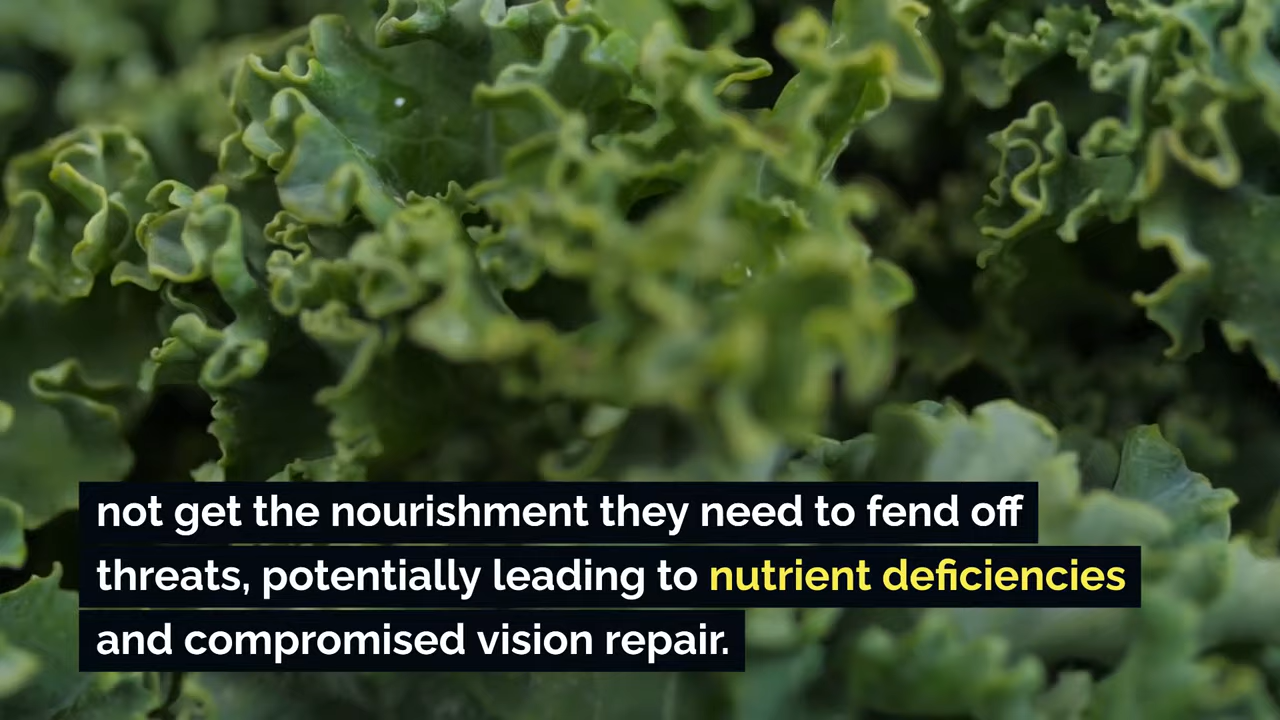 not get the nourishment they need to fend off
threats, potentially leading to nutrient deficiencies
and compromised vision repair.